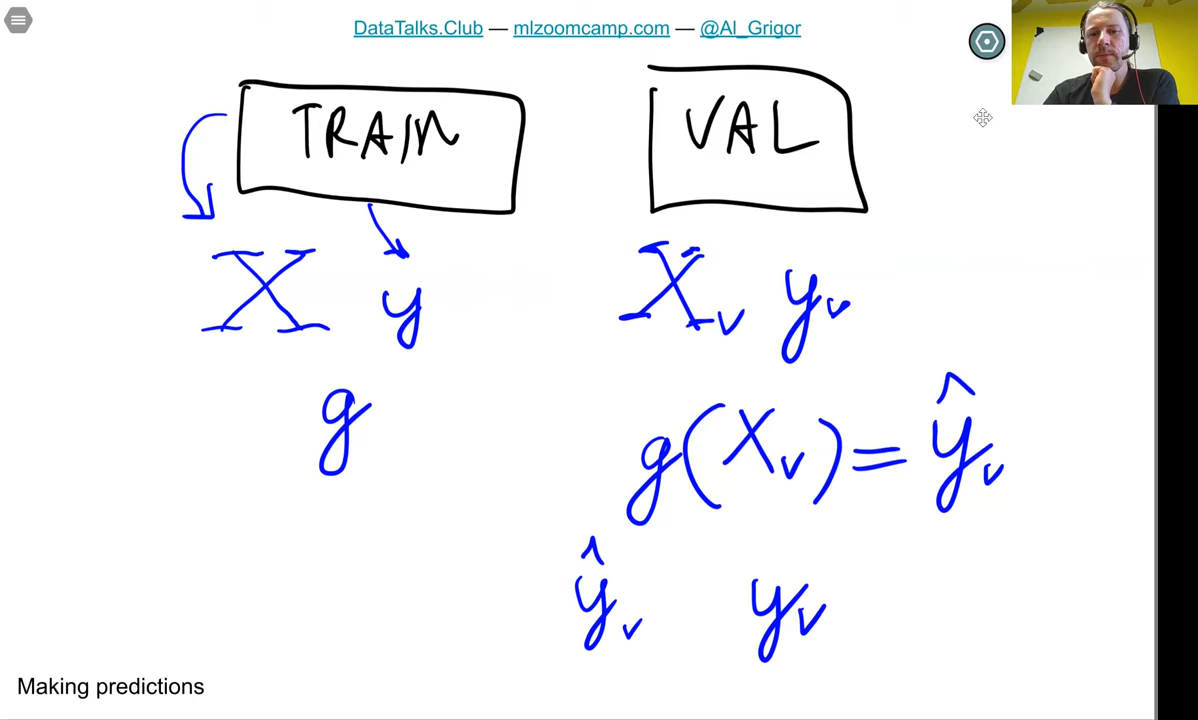 DataTalks.Club — mlzoomcamp.com — @Al_Grigor
TRAIN VAL
X y Xᵥ yᵥ
g
g(Xᵥ) = ŷᵥ
ŷᵥ yᵥ
Making predictions